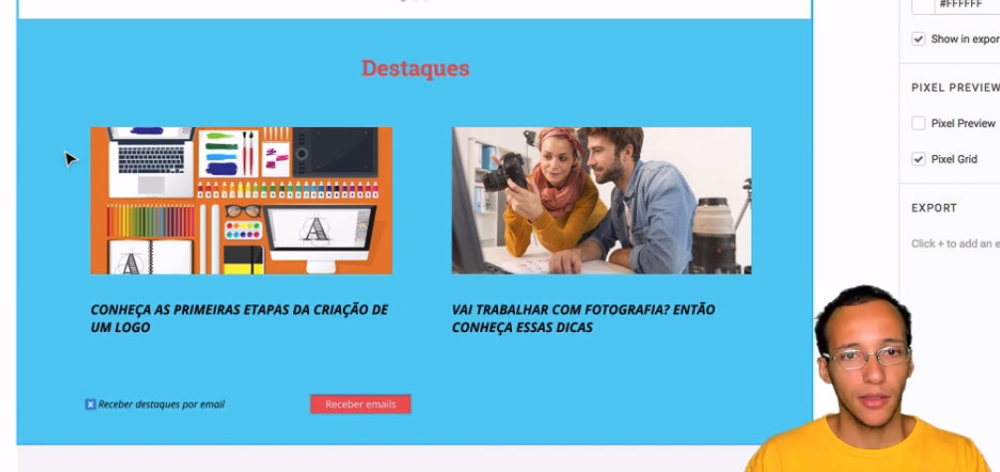 #FFFFFF
Show in expor
PIXEL PREVIEW
Pixel Preview
Pixel Grid
EXPORT
Click + to add an e
Destaques
A
A
CONHEÇA AS PRIMEIRAS ETAPAS DA CRIAÇÃO DE
UM LOGO
VAI TRABALHAR COM FOTOGRAFIA? ENTÃO
CONHEÇA ESSAS DICAS
x Receber destaques por email
Receber emails